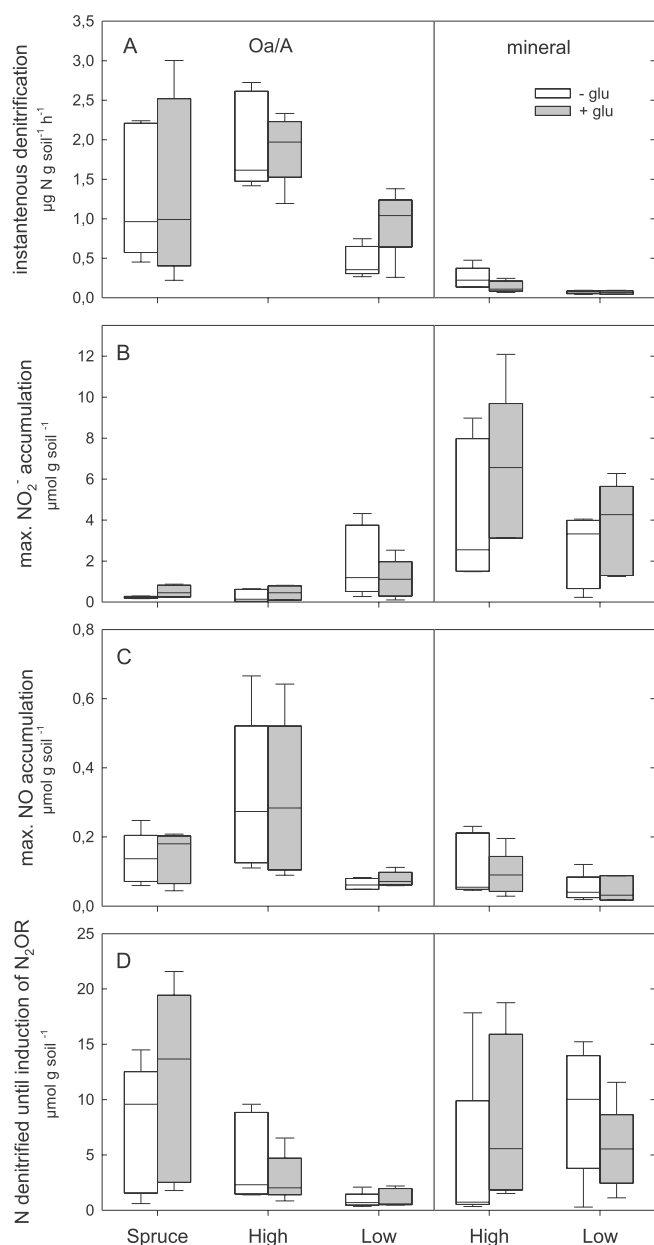 A
Oa/A
mineral
- glu
+ glu
instantenous denitrification
µg N g soil⁻¹ h⁻¹
3,5
3,0
2,5
2,0
1,5
1,0
0,5
0,0
B
max. NO₂⁻ accumulation
µmol g soil ⁻¹
12
10
8
6
4
2
0
C
max. NO accumulation
µmol g soil ⁻¹
0,8
0,6
0,4
0,2
0,0
D
N denitrified until induction of N₂OR
µmol g soil ⁻¹
25
20
15
10
5
0
Spruce High Low High Low